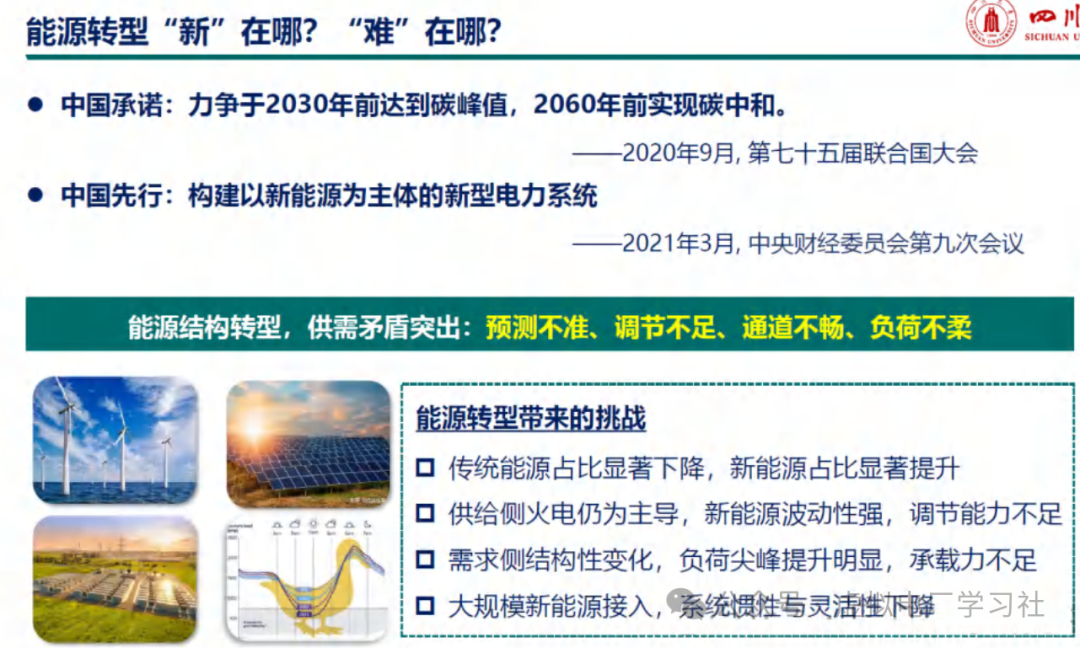 能源转型“新”在哪？“难”在哪？
四川
SICHUAN U
● 中国承诺：力争于2030年前达到碳峰值，2060年前实现碳中和。
——2020年9月, 第七十五届联合国大会
● 中国先行：构建以新能源为主体的新型电力系统
——2021年3月, 中央财经委员会第九次会议
能源结构转型，供需矛盾突出：预测不准、调节不足、通道不畅、负荷不柔
能源转型带来的挑战
传统能源占比显著下降，新能源占比显著提升
供给侧火电仍为主导，新能源波动性强，调节能力不足
需求侧结构性变化，负荷尖峰提升明显，承载力不足
大规模新能源接入，系统惯性与灵活性下降
学习社